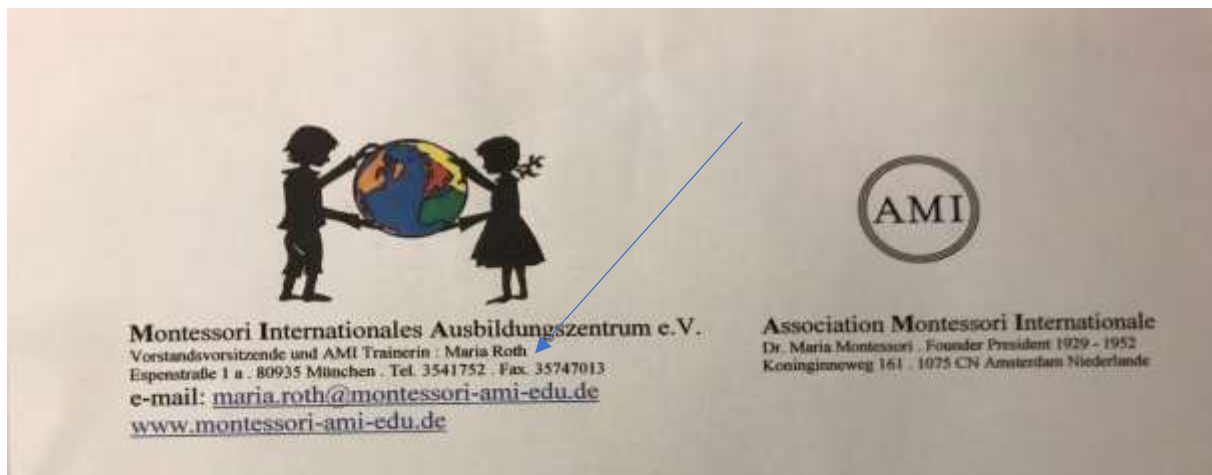 AMI
Montessori Internationales Ausbildungszentrum e.V.
Vorstandsvorsitzende und AMI Trainerin : Maria Roth
Espenstraße 1 a . 80935 München . Tel. 3541752 . Fax. 35747013
e-mail: maria.roth@montessori-ami-edu.de
www.montessori-ami-edu.de
Association Montessori Internationale
Dr. Maria Montessori . Founder President 1929 - 1952
Koninginneweg 161 . 1075 CN Amsterdam Niederlande